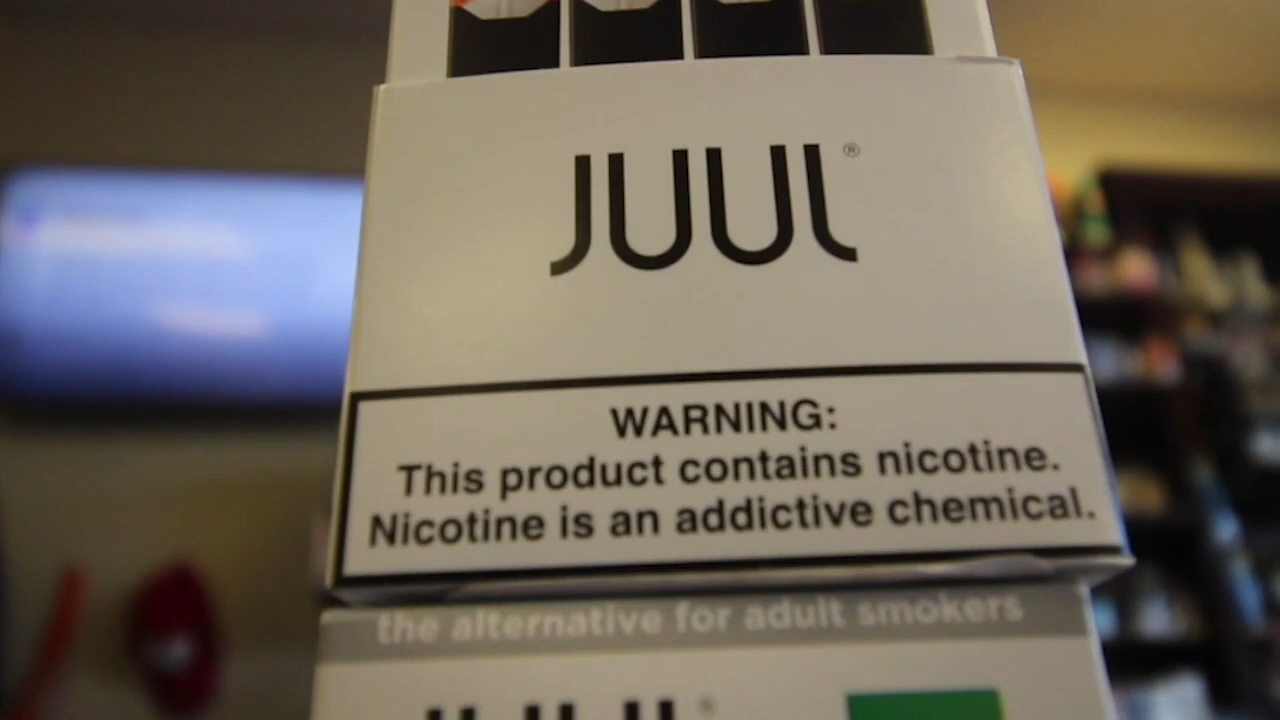 JUUL®
WARNING:
This product contains nicotine.
Nicotine is an addictive chemical.
the alternative for adult smokers